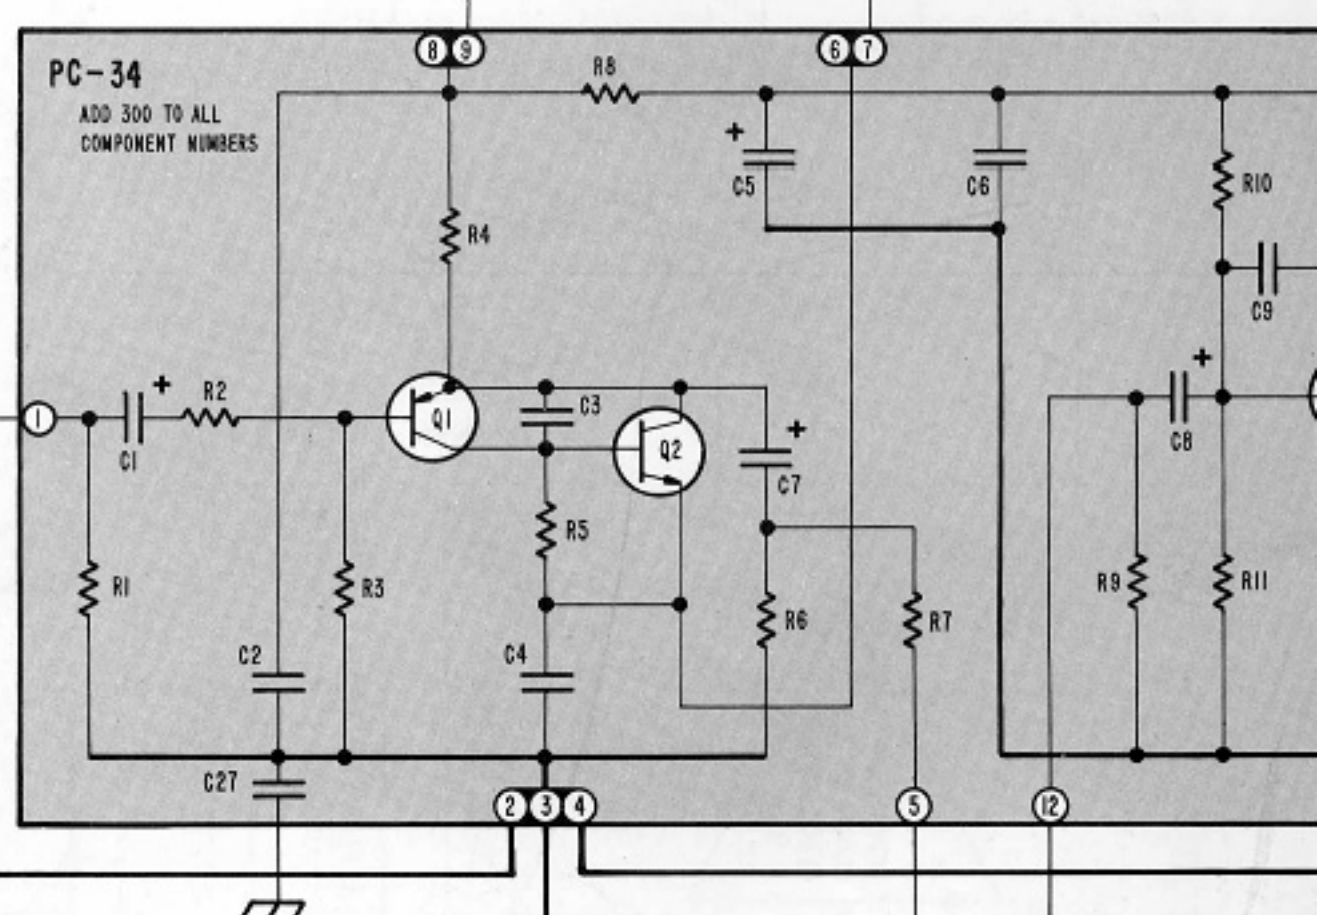 8 9
6 7
PC-34
R8
ADD 300 TO ALL
COMPONENT NUMBERS
+
C5
C6
R10
R4
C9
+
+
R2
C3
1
Q1
+
C8
C1
Q2
C7
R5
R1
R3
R9
R11
R6
R7
C2
C4
C27
2 3 4
5
12